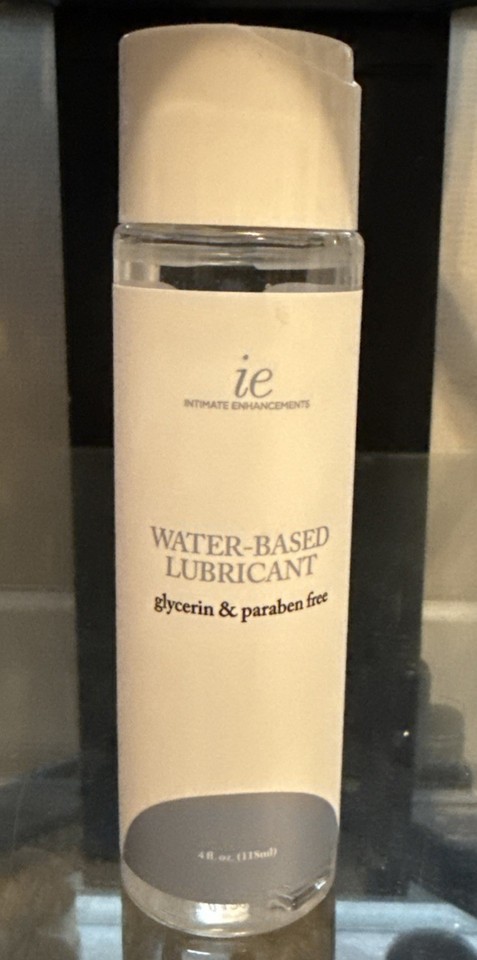 ie
INTIMATE ENHANCEMENTS
WATER-BASED
LUBRICANT
glycerin & paraben free
4 fl. oz. (118ml)